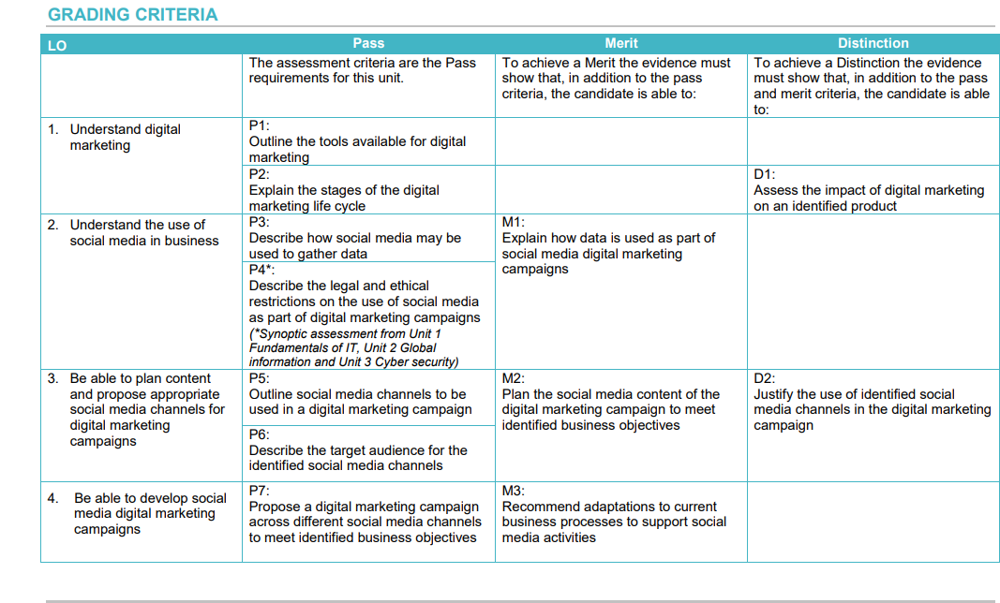 GRADING CRITERIA
LO
Pass
Merit
Distinction
The assessment criteria are the Pass
requirements for this unit.
To achieve a Merit the evidence must
show that, in addition to the pass
criteria, the candidate is able to:
To achieve a Distinction the evidence
must show that, in addition to the pass
and merit criteria, the candidate is able
to:
1. Understand digital
marketing
P1:
Outline the tools available for digital
marketing
P2:
Explain the stages of the digital
marketing life cycle
D1:
Assess the impact of digital marketing
on an identified product
2. Understand the use of
social media in business
P3:
Describe how social media may be
used to gather data
M1:
Explain how data is used as part of
social media digital marketing
campaigns
P4*:
Describe the legal and ethical
restrictions on the use of social media
as part of digital marketing campaigns
(*Synoptic assessment from Unit 1
Fundamentals of IT, Unit 2 Global
information and Unit 3 Cyber security)
3. Be able to plan content
and propose appropriate
social media channels for
digital marketing
campaigns
P5:
Outline social media channels to be
used in a digital marketing campaign
M2:
Plan the social media content of the
digital marketing campaign to meet
identified business objectives
D2:
Justify the use of identified social
media channels in the digital marketing
campaign
P6:
Describe the target audience for the
identified social media channels
4. Be able to develop social
media digital marketing
campaigns
P7:
Propose a digital marketing campaign
across different social media channels
to meet identified business objectives
M3:
Recommend adaptations to current
business processes to support social
media activities